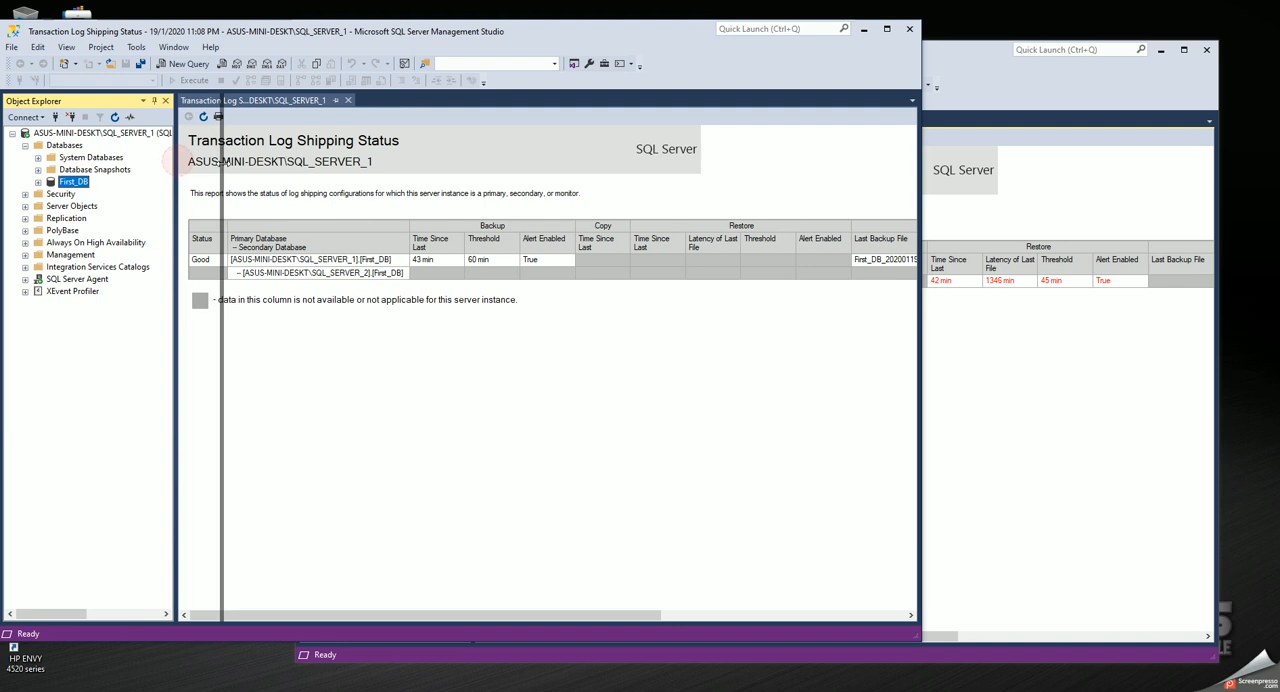 Transaction Log Shipping Status - 19/1/2020 11:08 PM - ASUS-MINI-DESKT\SQL_SERVER_1 - Microsoft SQL Server Management Studio
Quick Launch (Ctrl+Q)
File Edit View Project Tools Window Help
New Query
Execute
Object Explorer
Connect
ASUS-MINI-DESKT\SQL_SERVER_1 (SQL
Databases
System Databases
Database Snapshots
First_DB
Security
Server Objects
Replication
PolyBase
Always On High Availability
Management
Integration Services Catalogs
SQL Server Agent
XEvent Profiler
Transaction Log S...DESKT\SQL_SERVER_1
Transaction Log Shipping Status
ASUS-MINI-DESKT\SQL_SERVER_1
SQL Server
This report shows the status of log shipping configurations for which this server instance is a primary, secondary, or monitor.
Backup Copy Restore
Status Primary Database -- Secondary Database Time Since Last Threshold Alert Enabled Time Since Last Time Since Last Latency of Last File Threshold Alert Enabled Last Backup File
Good [ASUS-MINI-DESKT\SQL_SERVER_1].[First_DB] 43 min 60 min True First_DB_20200119
-- [ASUS-MINI-DESKT\SQL_SERVER_2].[First_DB]
- data in this column is not available or not applicable for this server instance.
Ready
Quick Launch (Ctrl+Q)
SQL Server
Restore
Time Since Last Latency of Last File Threshold Alert Enabled Last Backup File
42 min 1346 min 45 min True
Ready
HP ENVY
4520 series
Screenpresso
.com